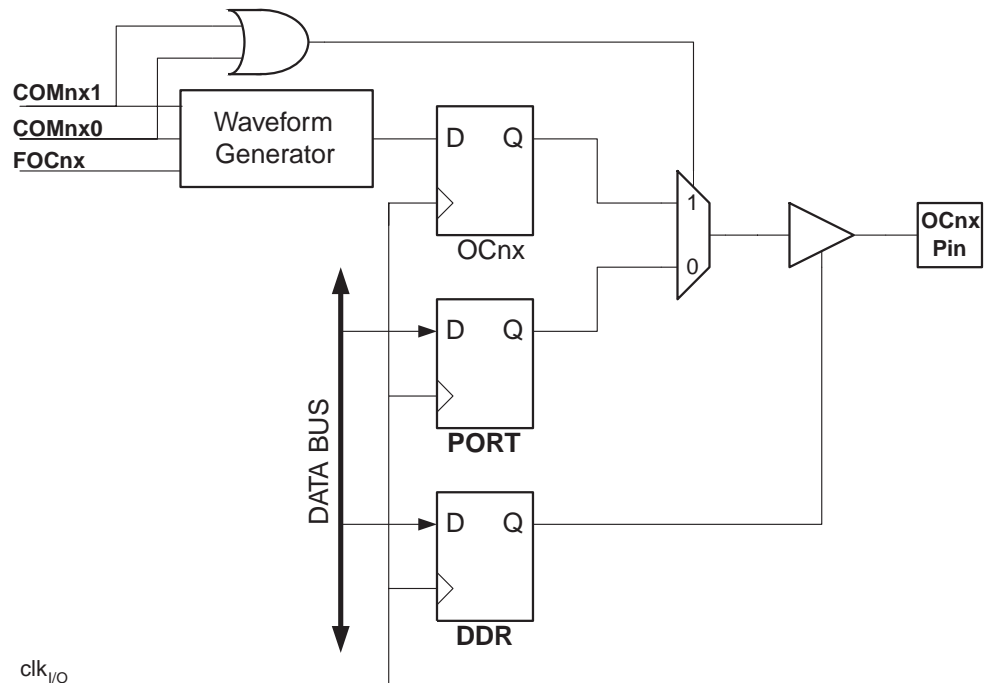 COMnx1
COMnx0
FOCnx
Waveform
Generator
D Q
OCnx
1
0
OCnx
Pin
DATA BUS
D Q
PORT
D Q
DDR
clkI/O